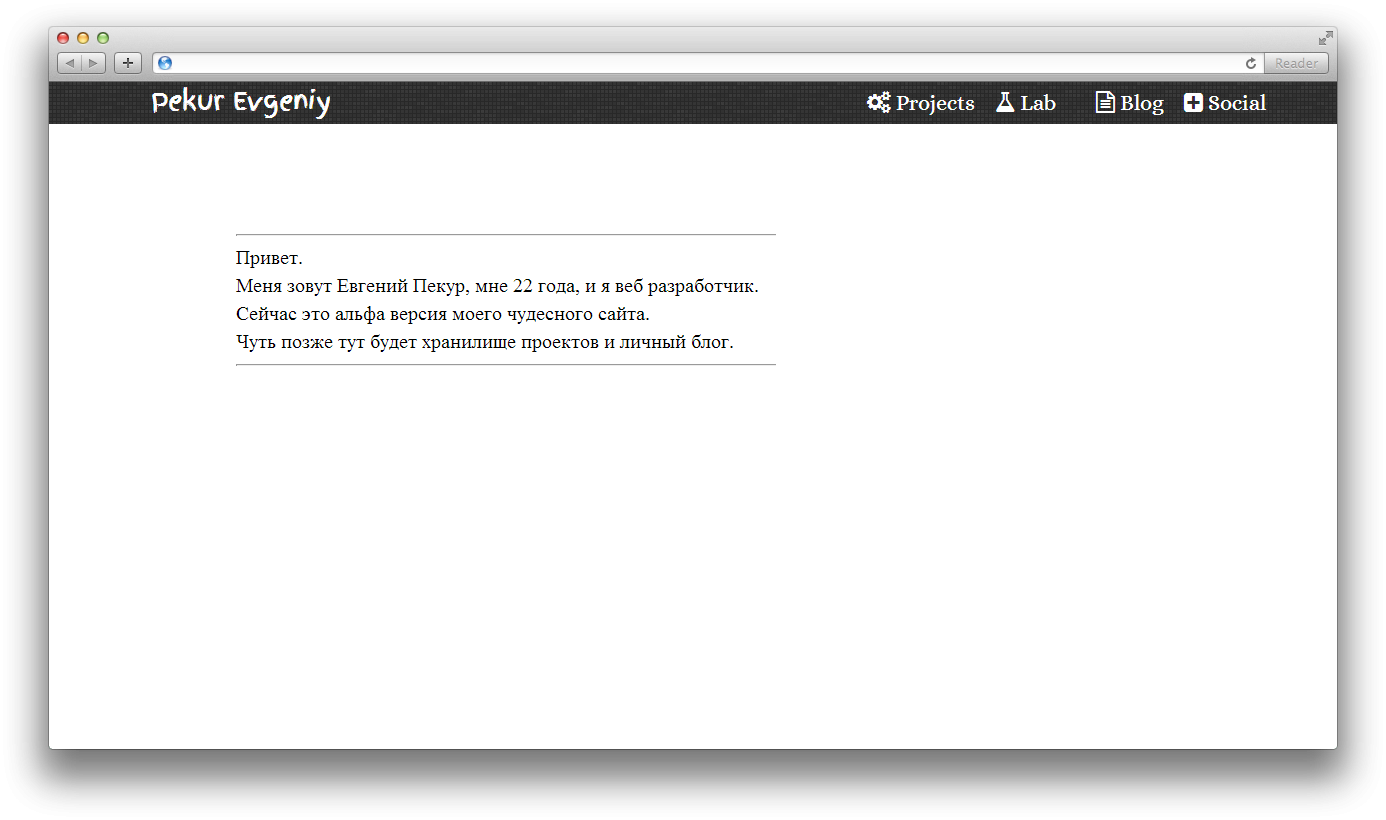 Reader
Pekur Evgeniy
Projects Lab Blog Social
Привет.
Меня зовут Евгений Пекур, мне 22 года, и я веб разработчик.
Сейчас это альфа версия моего чудесного сайта.
Чуть позже тут будет хранилище проектов и личный блог.